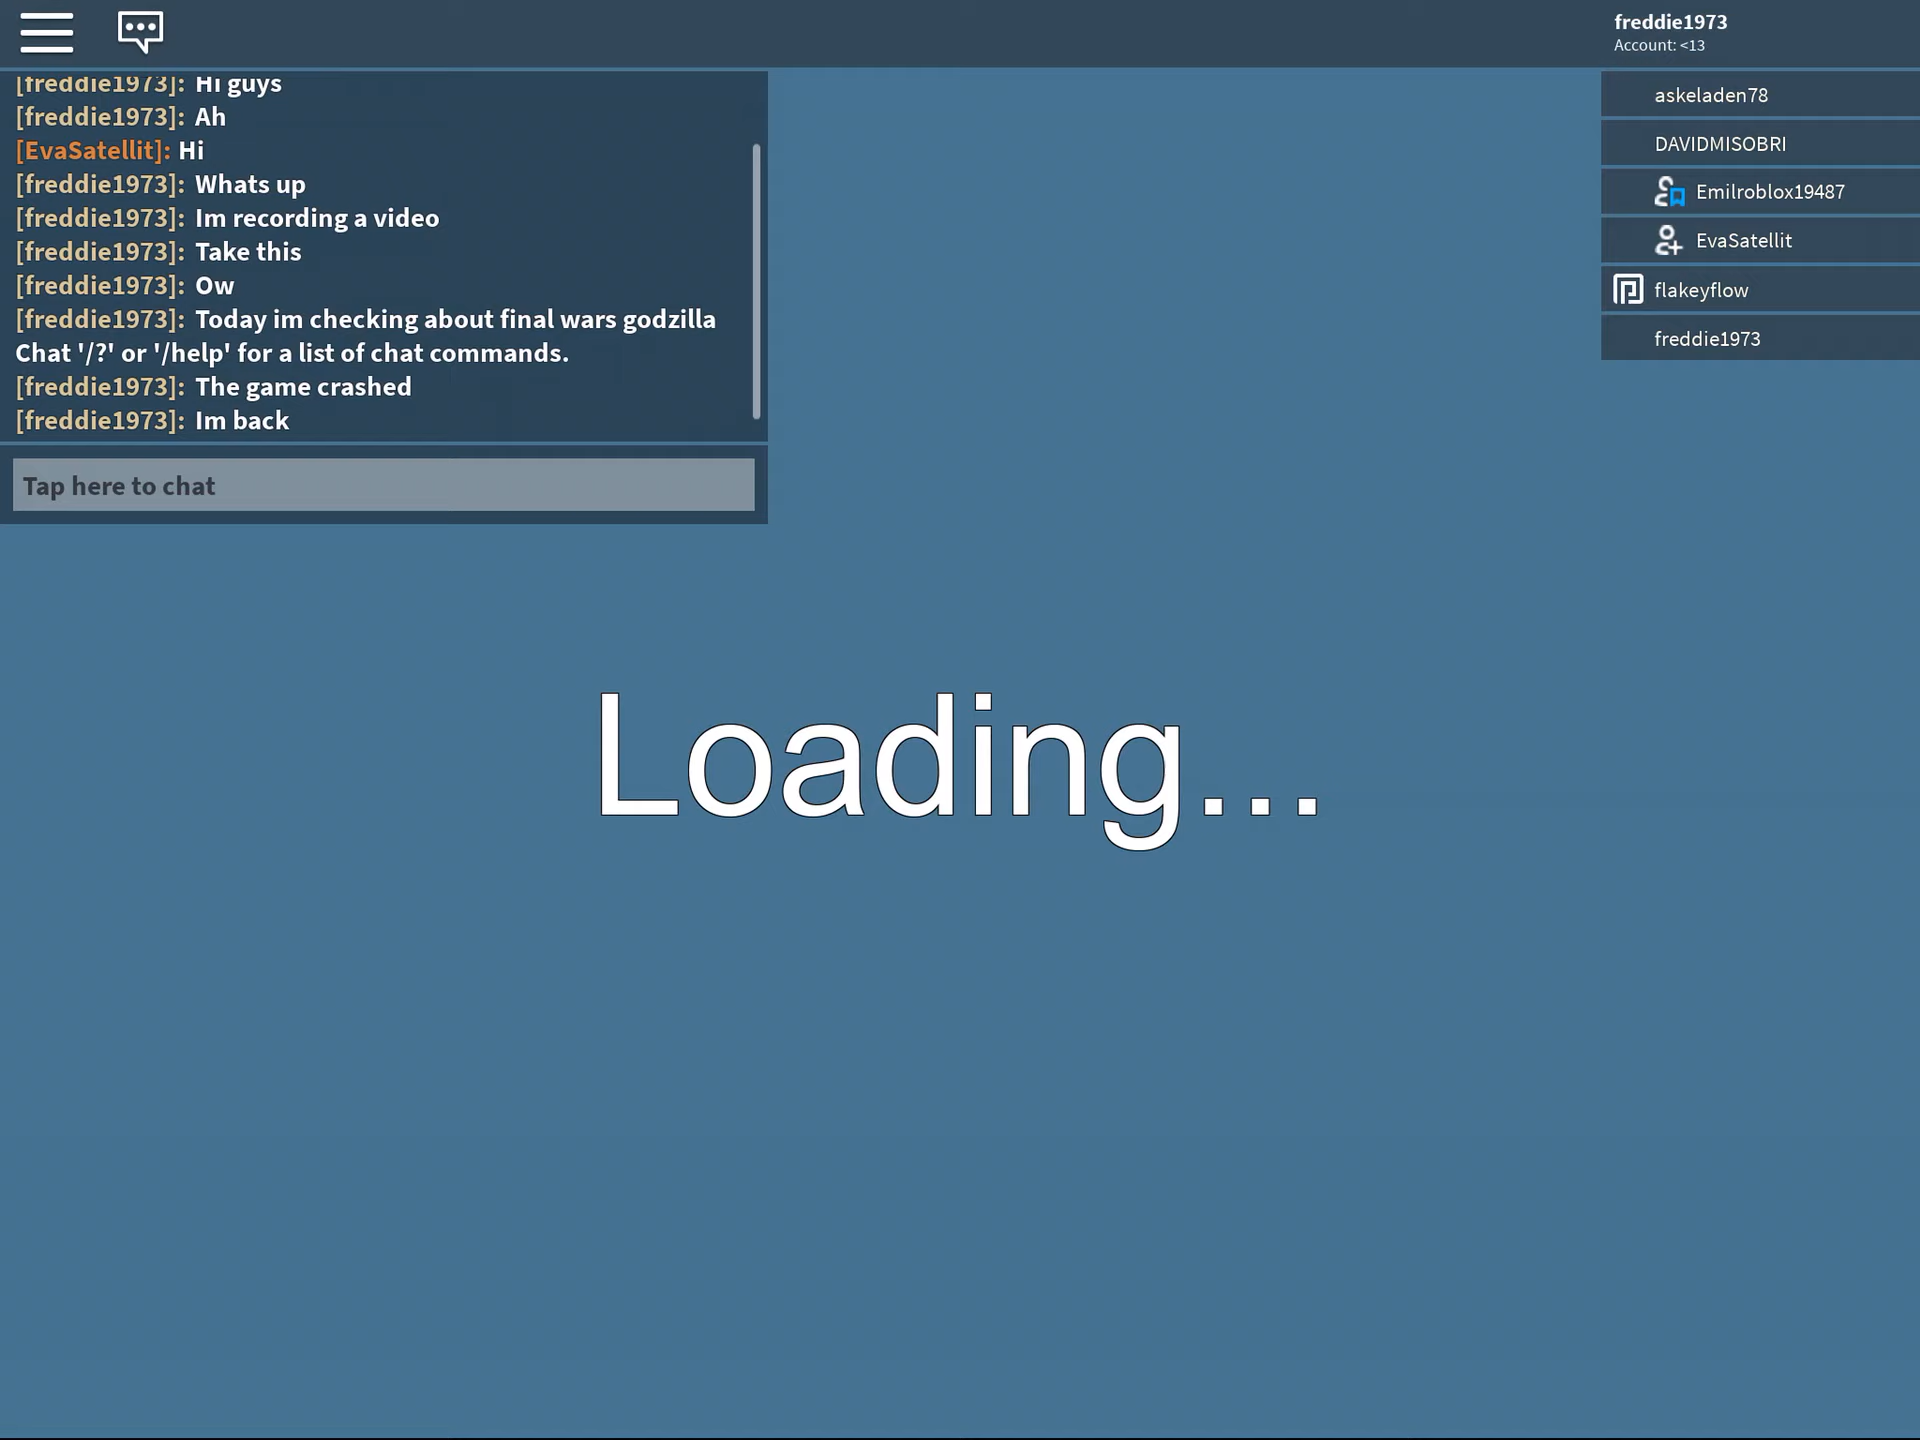 freddie1973
Account: <13
[freddie1973]: Hi guys
[freddie1973]: Ah
[EvaSatellit]: Hi
[freddie1973]: Whats up
[freddie1973]: Im recording a video
[freddie1973]: Take this
[freddie1973]: Ow
[freddie1973]: Today im checking about final wars godzilla
Chat '/?' or '/help' for a list of chat commands.
[freddie1973]: The game crashed
[freddie1973]: Im back
Tap here to chat
askeladen78
DAVIDMISOBRI
Emilroblox19487
EvaSatellit
flakeyflow
freddie1973
Loading...